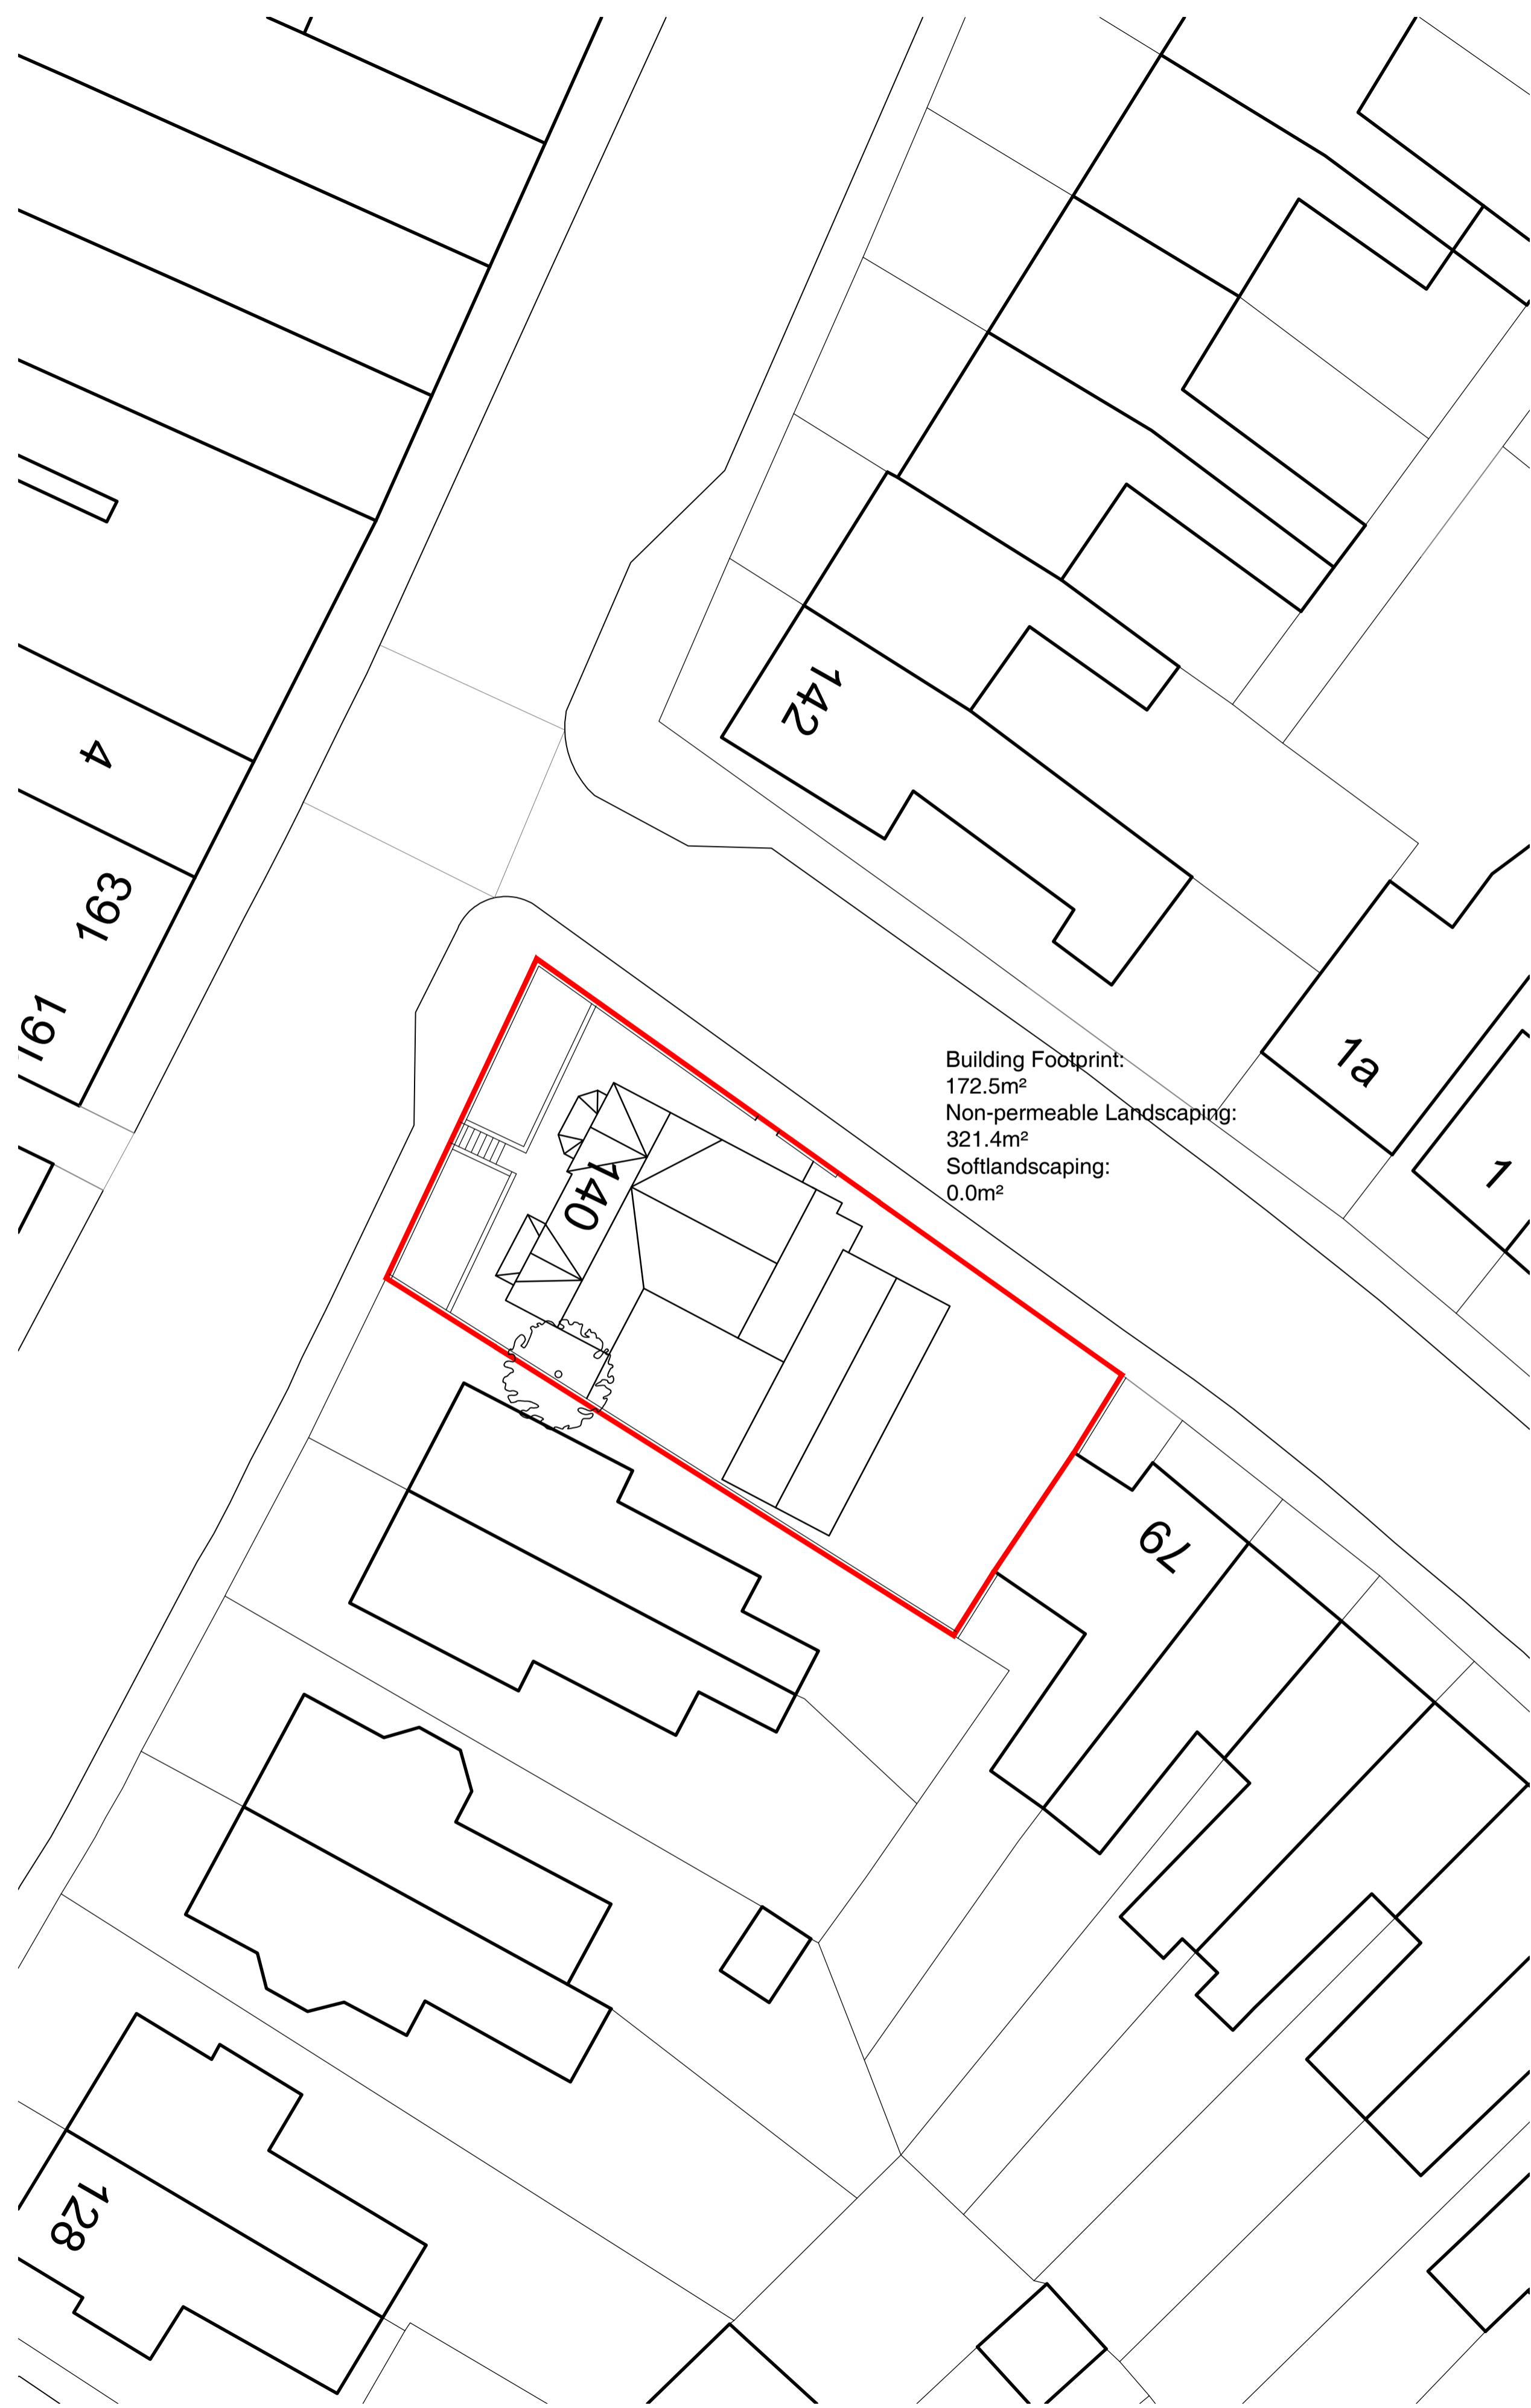 142
4
163
161
1a
Building Footprint:
172.5m²
Non-permeable Landscaping:
321.4m²
Softlandscaping:
0.0m²
1
140
79
128